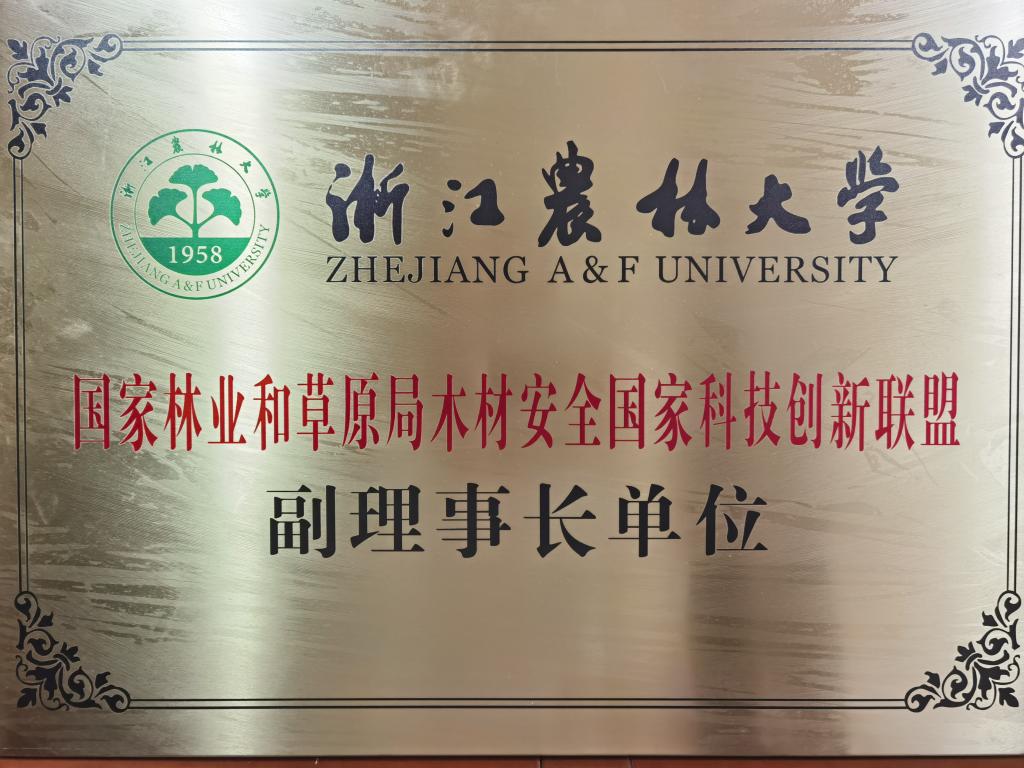 浙江农林大学
1958
ZHEJIANG A&F UNIVERSITY
浙江農林大学
ZHEJIANG A&F UNIVERSITY
国家林业和草原局木材安全国家科技创新联盟
副理事长单位